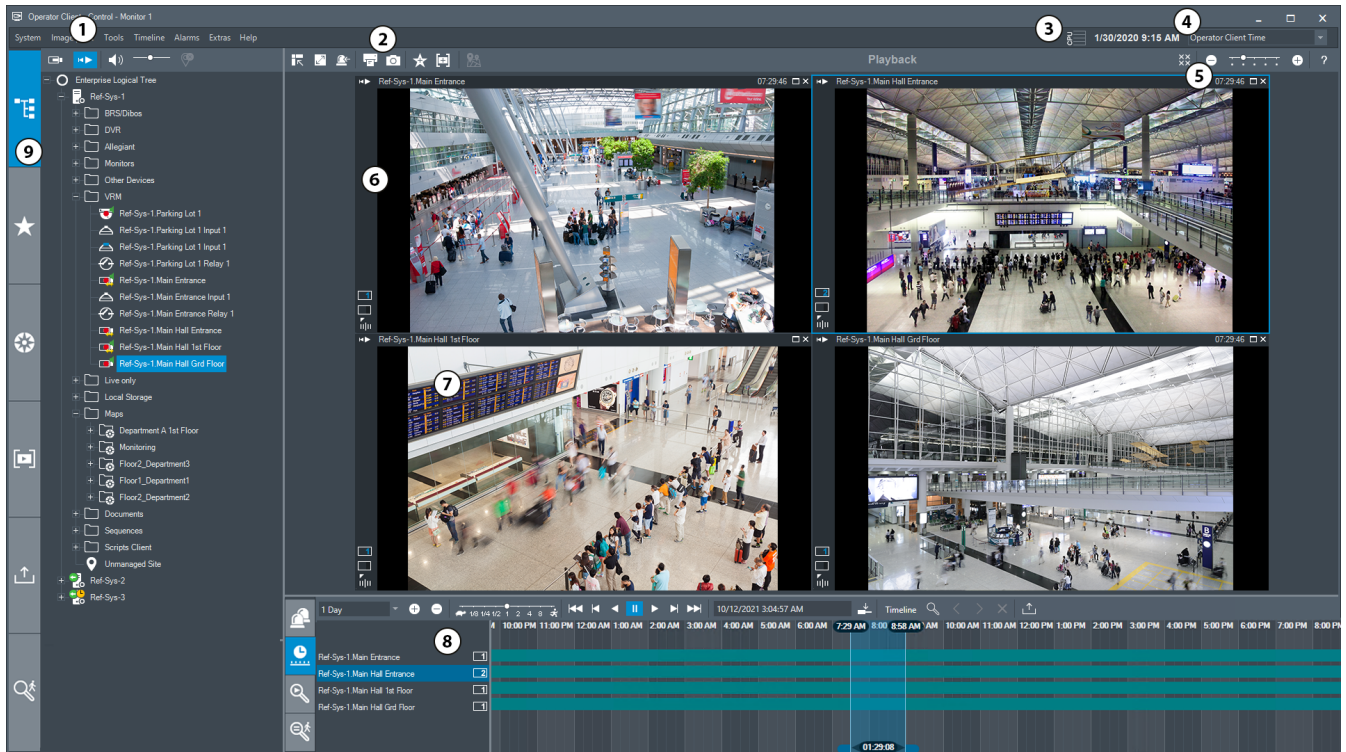 Operator Client - Control - Monitor 1
System Image Tools Timeline Alarms Extras Help
1
2
3
CPU
1/30/2020 9:15 AM
4
Operator Client Time
Playback
5
?
9
Enterprise Logical Tree
Ref-Sys-1
BRS/Dibos
DVR
Allegiant
Monitors
Other Devices
VRM
Ref-Sys-1.Parking Lot 1
Ref-Sys-1.Parking Lot 1 Input 1
Ref-Sys-1.Parking Lot 1 Input 1
Ref-Sys-1.Parking Lot 1 Relay 1
Ref-Sys-1.Main Entrance
Ref-Sys-1.Main Entrance Input 1
Ref-Sys-1.Main Entrance Relay 1
Ref-Sys-1.Main Hall Entrance
Ref-Sys-1.Main Hall 1st Floor
Ref-Sys-1.Main Hall Grd Floor
Live only
Local Storage
Maps
Department A 1st Floor
Monitoring
Floor2_Department3
Floor1_Department1
Floor2_Department2
Documents
Sequences
Scripts Client
Unmanaged Site
Ref-Sys-2
Ref-Sys-3
Ref-Sys-1.Main Entrance 07:29:46
6
1
Ref-Sys-1.Main Hall Entrance 07:29:46
2
Ref-Sys-1.Main Hall 1st Floor
7
1
Ref-Sys-1.Main Hall Grd Floor 07:29:46
B
1
1 Day
1/8 1/4 1/2 1 2 4 8
10/12/2021 3:04:57 AM
Timeline
8
M 10:00 PM 11:00 PM 12:00 AM 1:00 AM 2:00 AM 3:00 AM 4:00 AM 5:00 AM 6:00 AM 7:29 AM 8:00 8:58 AM AM 10:00 AM 11:00 AM 12:00 PM 1:00 PM 2:00 PM 3:00 PM 4:00 PM 5:00 PM 6:00 PM 7:00 PM 8:00 PM
Ref-Sys-1.Main Entrance 1
Ref-Sys-1.Main Hall Entrance 2
Ref-Sys-1.Main Hall 1st Floor 1
Ref-Sys-1.Main Hall Grd Floor 1
01:29:08